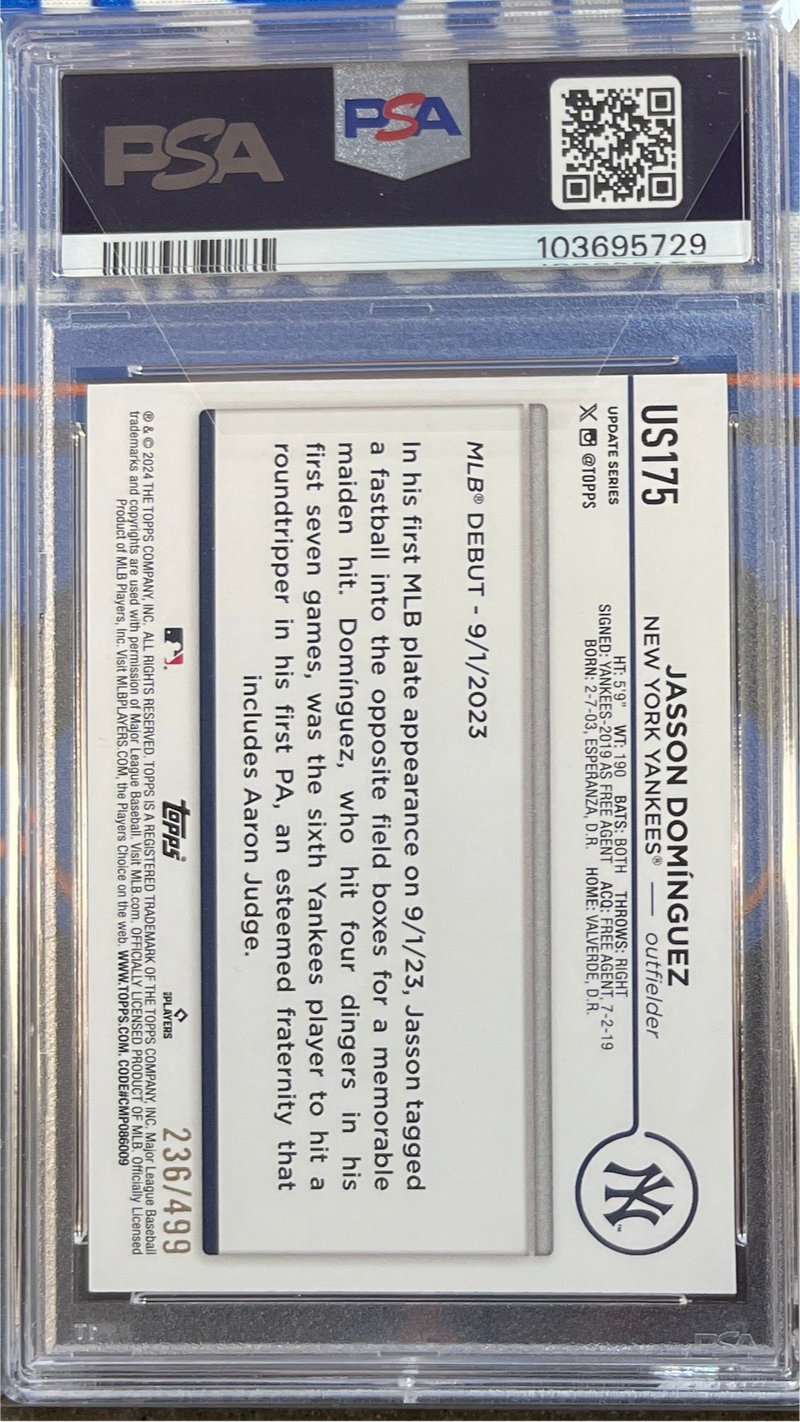 PSA
PSA
103695729
US175
UPDATE SERIES
X @TOPPS
JASSON DOMÍNGUEZ
NEW YORK YANKEES® — outfielder
HT: 5'9" WT: 190 BATS: BOTH THROWS: RIGHT
SIGNED: YANKEES-2019 AS FREE AGENT ACQ: FREE AGENT, 7-2-19
BORN: 2-7-03, ESPERANZA, D.R. HOME: VALVERDE, D.R.
NY
™
MLB® DEBUT - 9/1/2023
In his first MLB plate appearance on 9/1/23, Jasson tagged
a fastball into the opposite field boxes for a memorable
maiden hit. Domínguez, who hit four dingers in his
first seven games, was the sixth Yankees player to hit a
roundtripper in his first PA, an esteemed fraternity that
includes Aaron Judge.
topps
PLAYERS
236/499
® & © 2024 THE TOPPS COMPANY, INC. ALL RIGHTS RESERVED. TOPPS IS A REGISTERED TRADEMARK OF THE TOPPS COMPANY, INC. Major League Baseball
trademarks and copyrights are used with permission of Major League Baseball. Visit MLB.com. OFFICIALLY LICENSED PRODUCT OF MLB. Officially Licensed
Product of MLB Players, Inc. Visit MLBPLAYERS.COM, the Players Choice on the web. WWW.TOPPS.COM. CODE#CMP086009
PSA